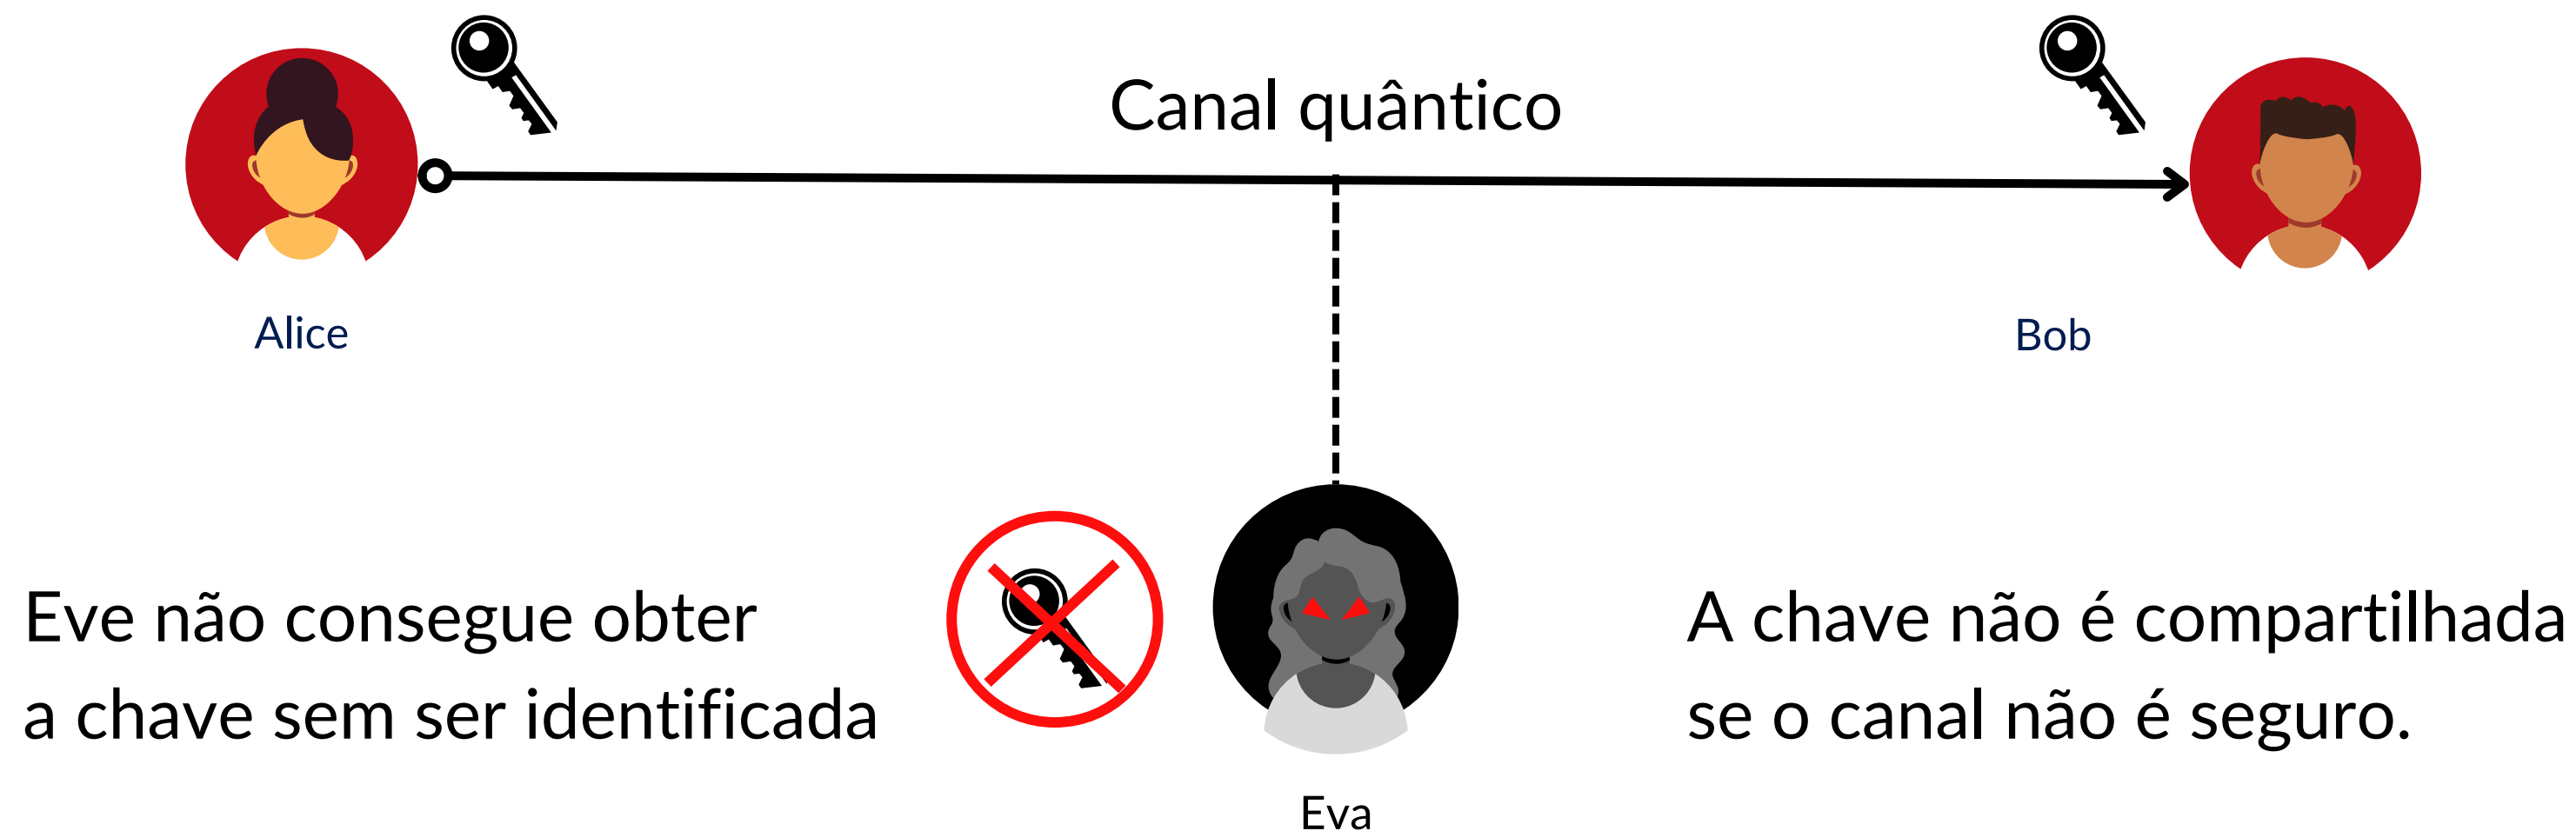 Canal quântico
Alice
Bob
Eve não consegue obter
a chave sem ser identificada
A chave não é compartilhada
se o canal não é seguro.
Eva